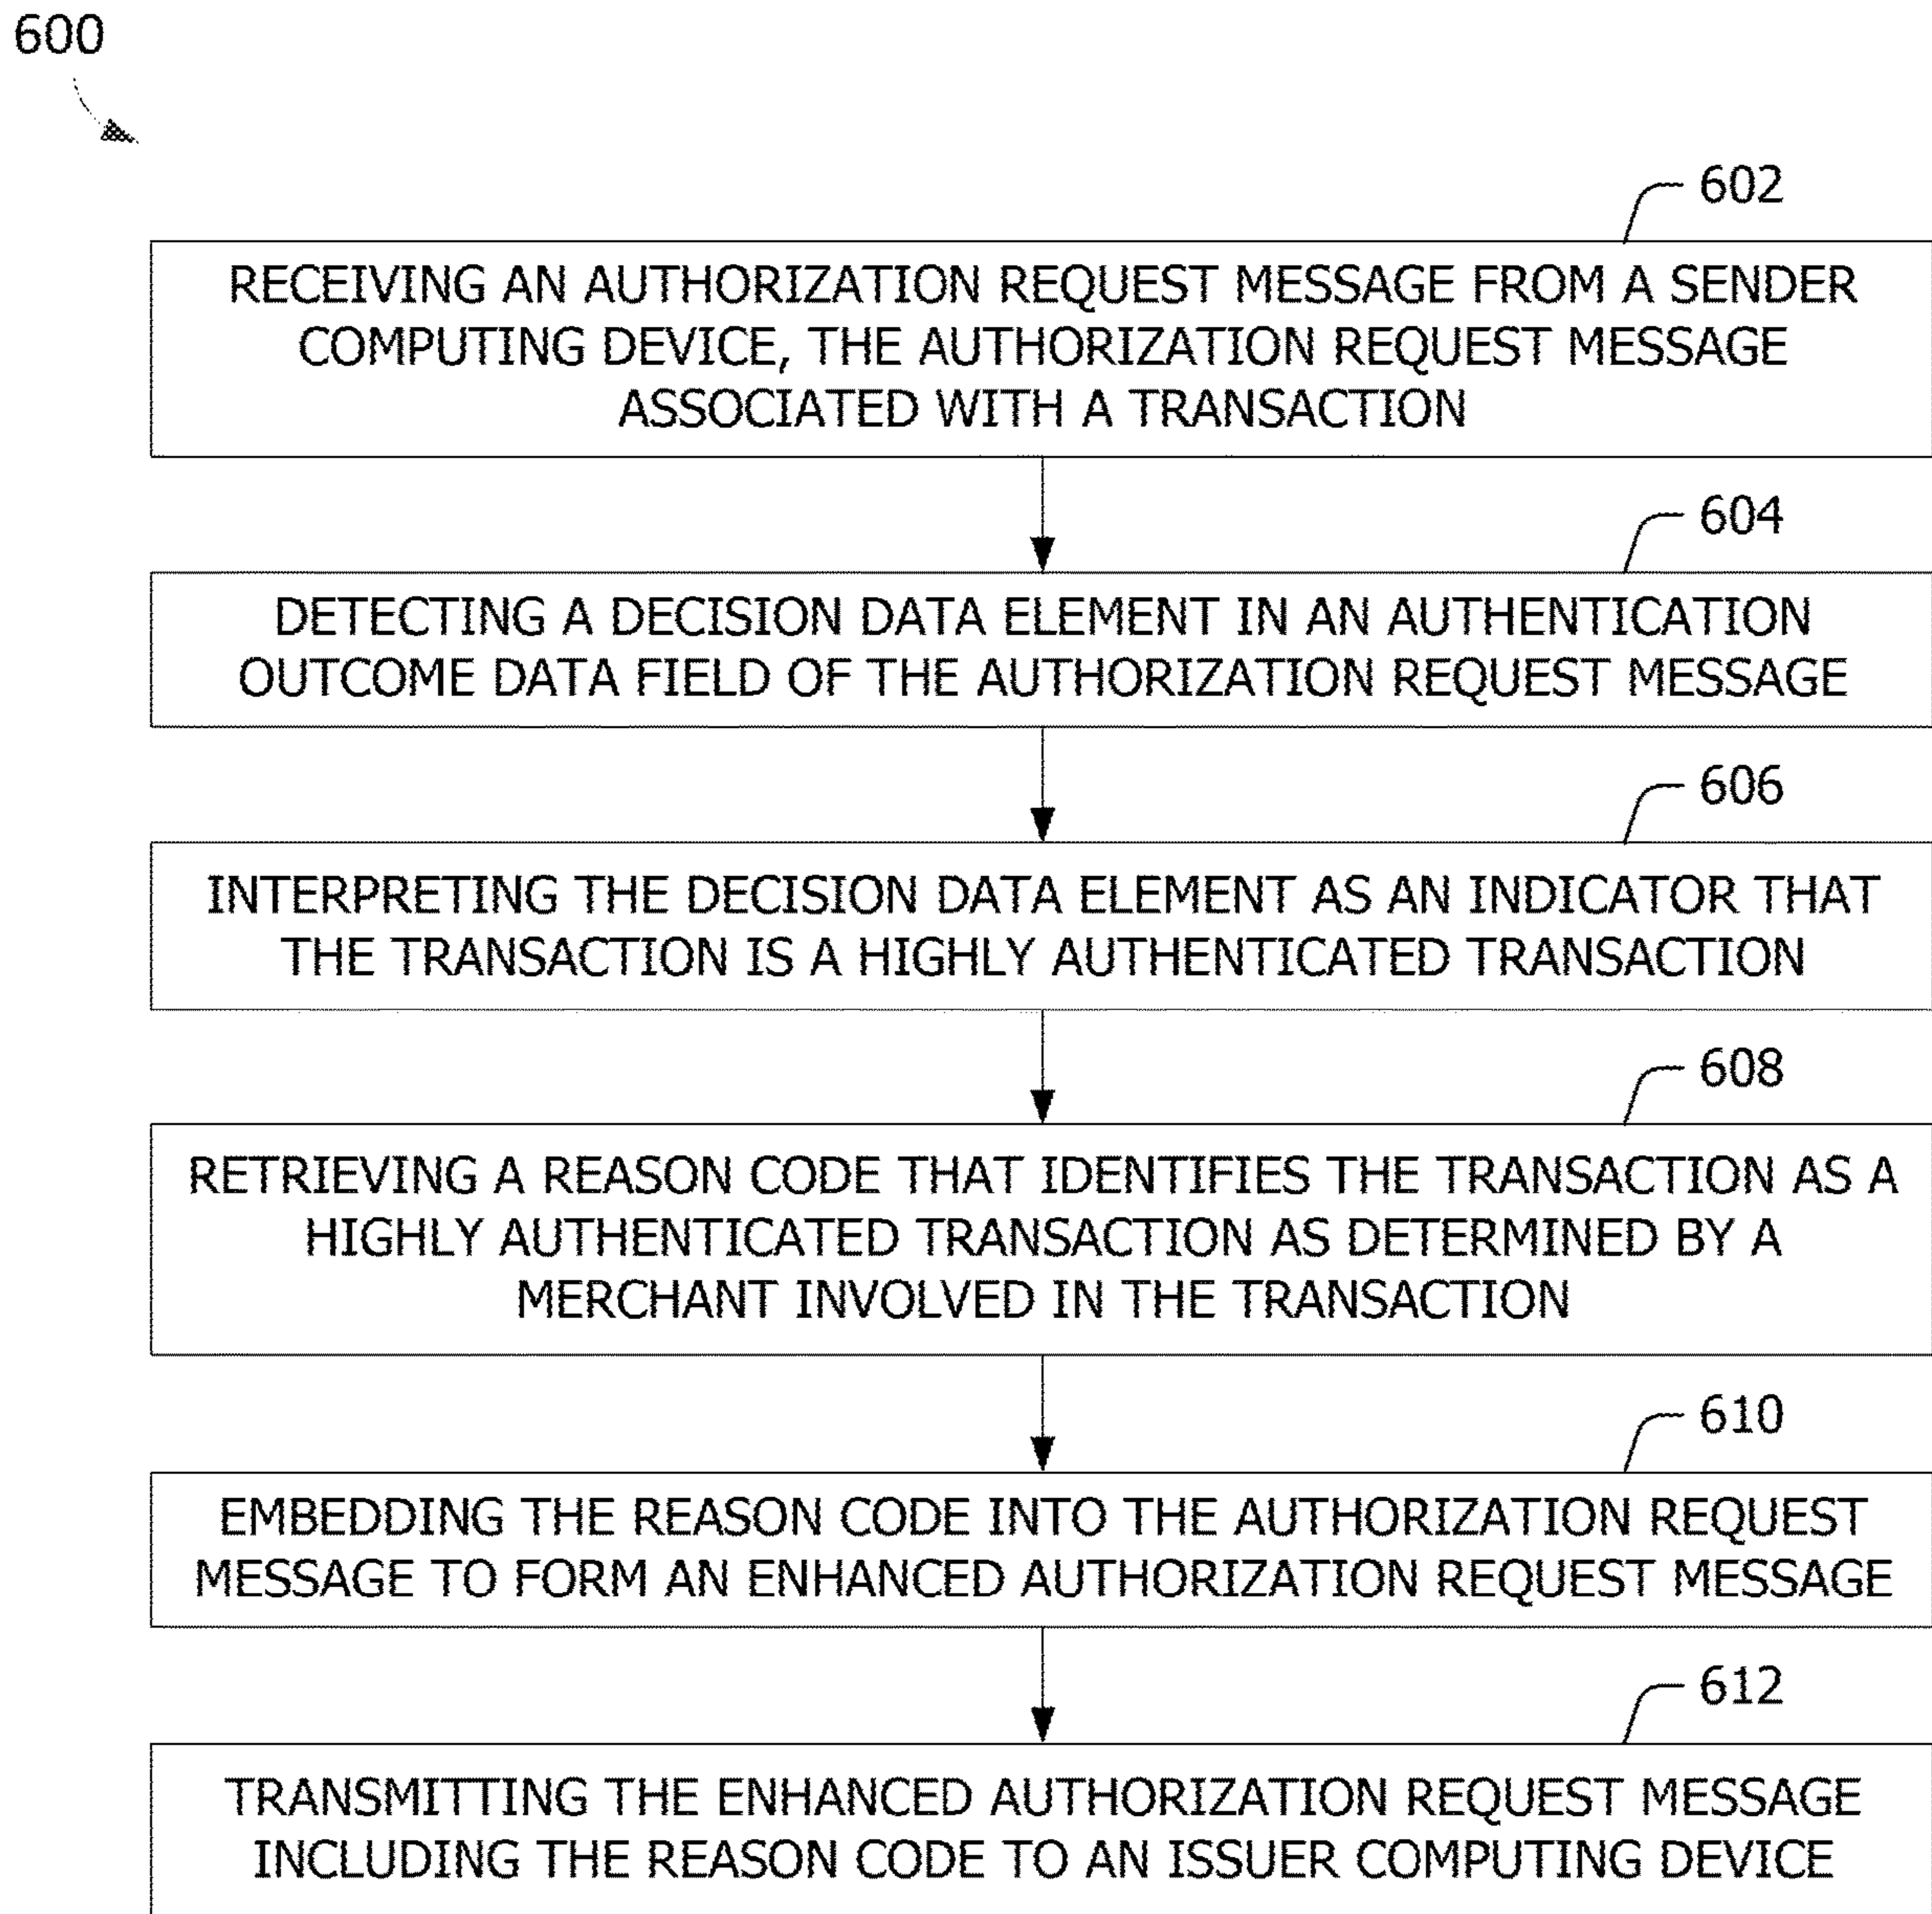 600
602
RECEIVING AN AUTHORIZATION REQUEST MESSAGE FROM A SENDER
COMPUTING DEVICE, THE AUTHORIZATION REQUEST MESSAGE
ASSOCIATED WITH A TRANSACTION
604
DETECTING A DECISION DATA ELEMENT IN AN AUTHENTICATION
OUTCOME DATA FIELD OF THE AUTHORIZATION REQUEST MESSAGE
606
INTERPRETING THE DECISION DATA ELEMENT AS AN INDICATOR THAT
THE TRANSACTION IS A HIGHLY AUTHENTICATED TRANSACTION
608
RETRIEVING A REASON CODE THAT IDENTIFIES THE TRANSACTION AS A
HIGHLY AUTHENTICATED TRANSACTION AS DETERMINED BY A
MERCHANT INVOLVED IN THE TRANSACTION
610
EMBEDDING THE REASON CODE INTO THE AUTHORIZATION REQUEST
MESSAGE TO FORM AN ENHANCED AUTHORIZATION REQUEST MESSAGE
612
TRANSMITTING THE ENHANCED AUTHORIZATION REQUEST MESSAGE
INCLUDING THE REASON CODE TO AN ISSUER COMPUTING DEVICE